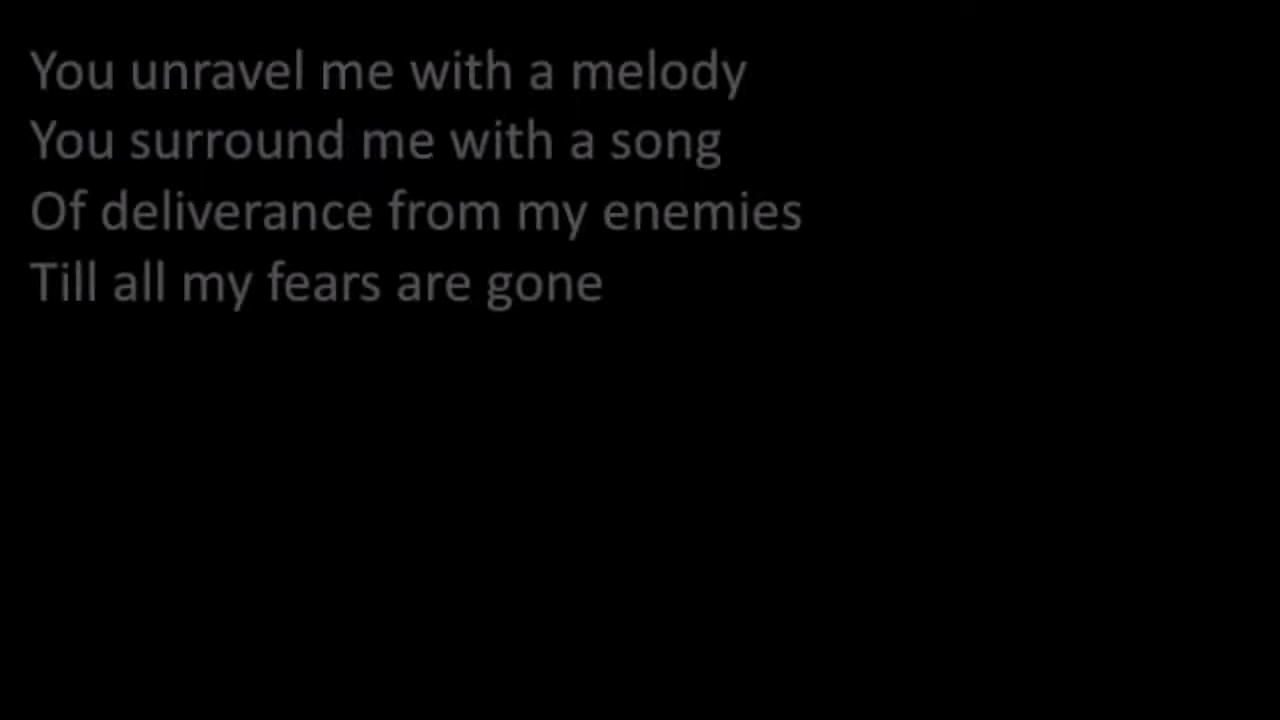 You unravel me with a melody
You surround me with a song
Of deliverance from my enemies
Till all my fears are gone